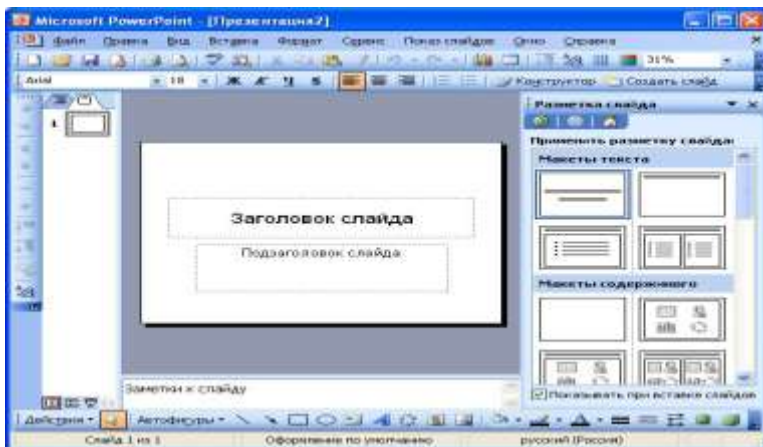 Microsoft PowerPoint - [Презентация2]
Файл Правка Вид Вставка Формат Сервис Показ слайдов Окно Справка
31%
Arial 18 Ж К Ч S Конструктор Создать слайд
Разметка слайда
1
Применить разметку слайда:
Макеты текста
Заголовок слайда
Подзаголовок слайда
Макеты содержимого
Заметки к слайду
Показывать при вставке слайдов
Действия Автофигуры
Слайд 1 из 1 Оформление по умолчанию русский (Россия)